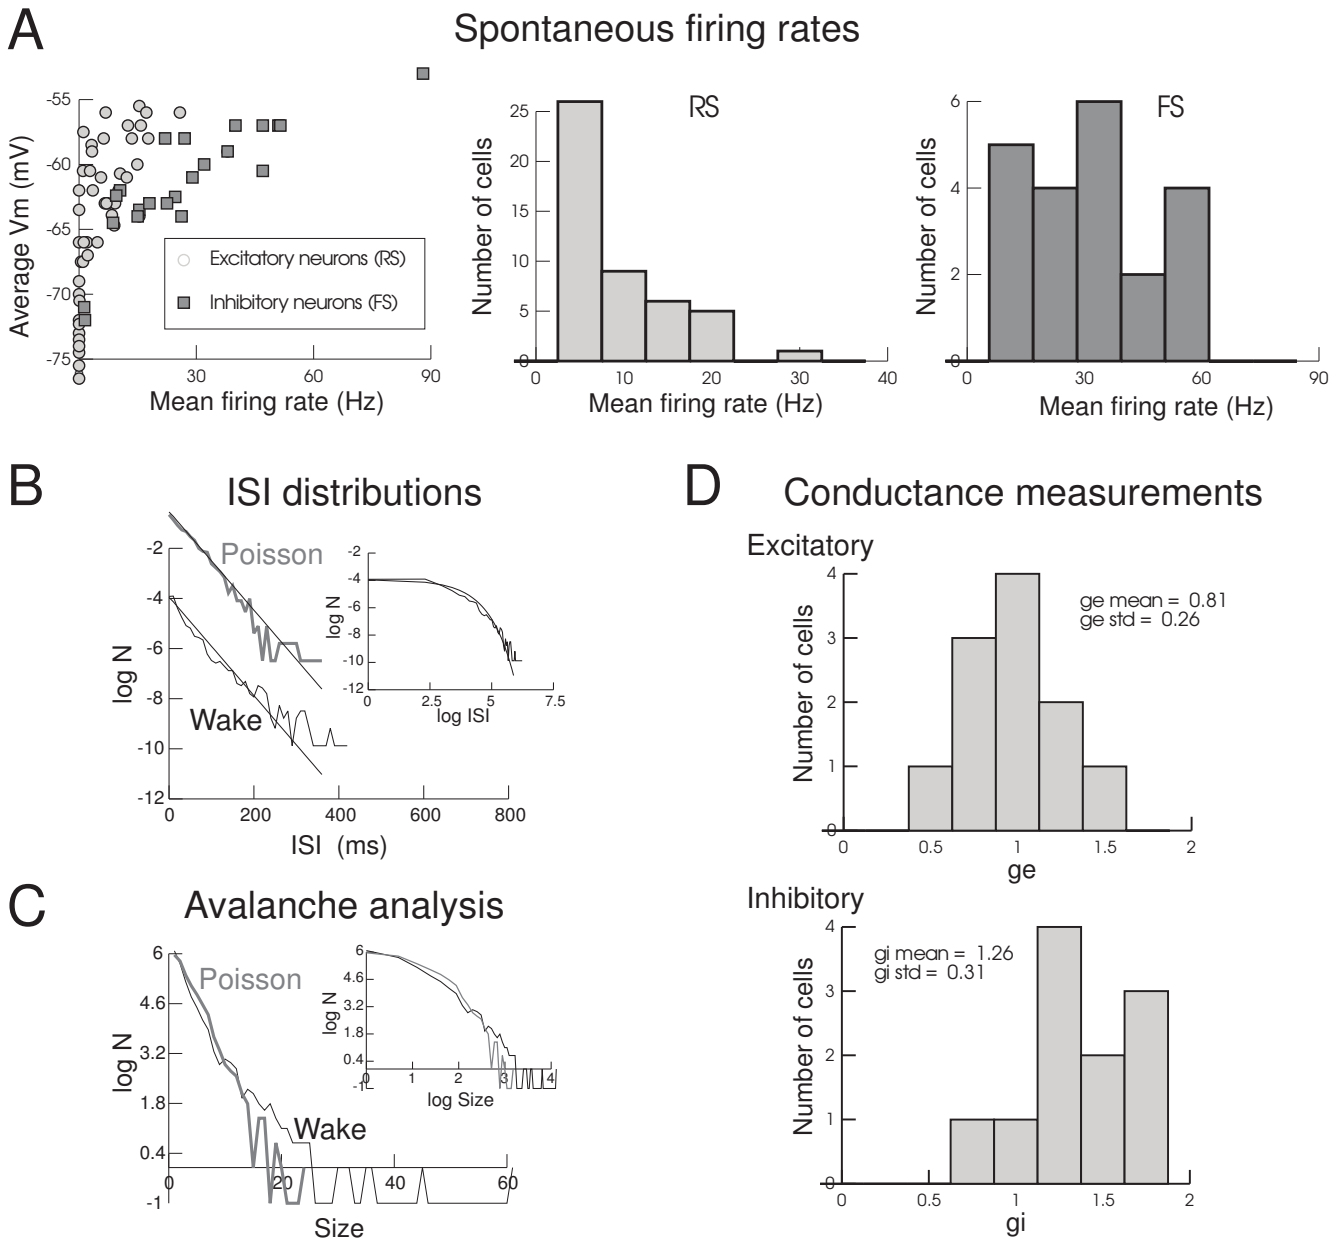 A
Spontaneous firing rates
Average Vm (mV)
-55
-60
-65
-70
-75
30
60
90
Mean firing rate (Hz)
Excitatory neurons (RS)
Inhibitory neurons (FS)
RS
Number of cells
25
20
15
10
5
0
0
10
20
30
40
Mean firing rate (Hz)
FS
Number of cells
6
4
2
0
0
30
60
90
Mean firing rate (Hz)
B
ISI distributions
log N
-2
-4
-6
-8
-10
-12
0
200
400
600
800
ISI (ms)
Poisson
Wake
log N
-2
-4
-6
-8
-10
-12
0
2.5
5
7.5
log ISI
C
Avalanche analysis
log N
6
4.6
3.2
1.8
0.4
-1
0
20
40
60
Size
Poisson
Wake
log N
6
4.6
3.2
1.8
0.4
-1
0
1
2
3
4
log Size
D
Conductance measurements
Excitatory
Number of cells
4
3
2
1
0
0
0.5
1
1.5
2
ge
ge mean = 0.81
ge std = 0.26
Inhibitory
Number of cells
4
3
2
1
0
0
0.5
1
1.5
2
gi
gi mean = 1.26
gi std = 0.31